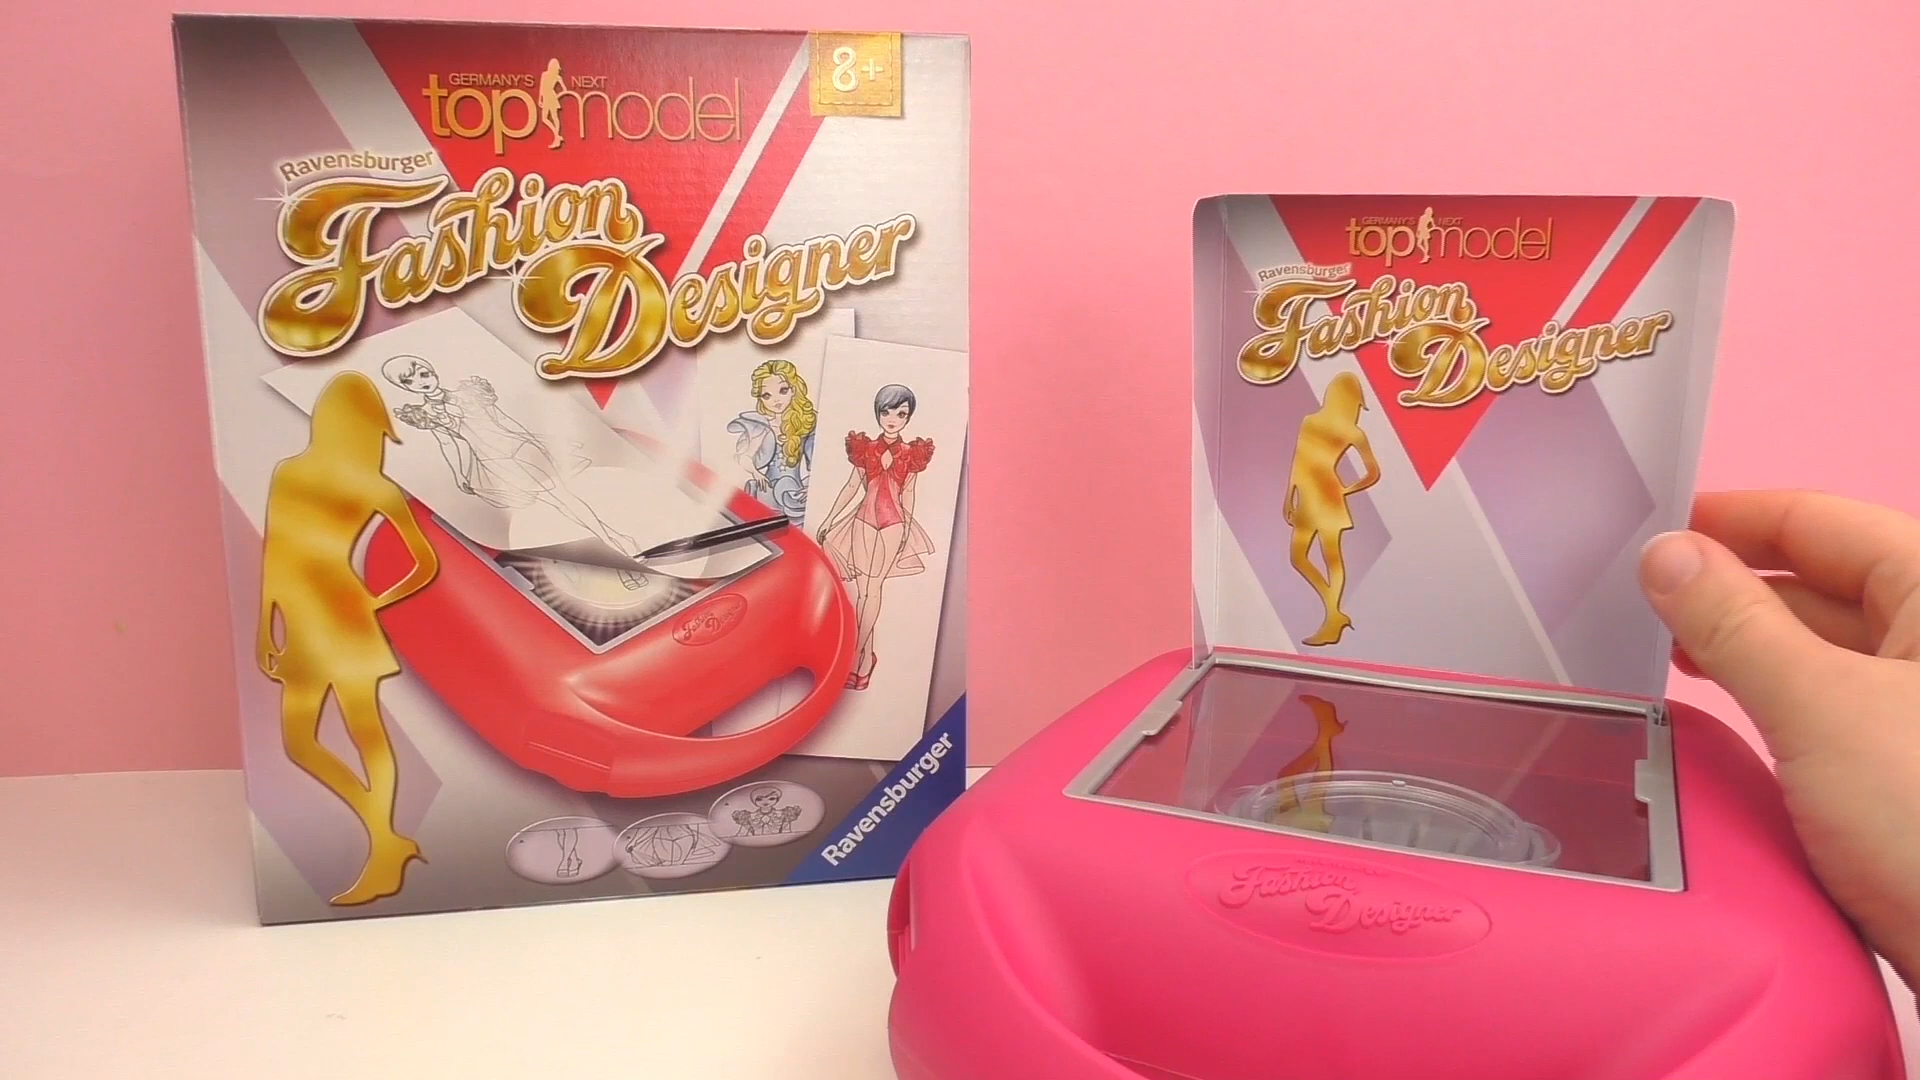 8+
GERMANY'S NEXT
topmodel
Ravensburger
Fashion
Designer
Fashion
Designer
Ravensburger
GERMANY'S NEXT
topmodel
Ravensburger
Fashion
Designer
Fashion
Designer